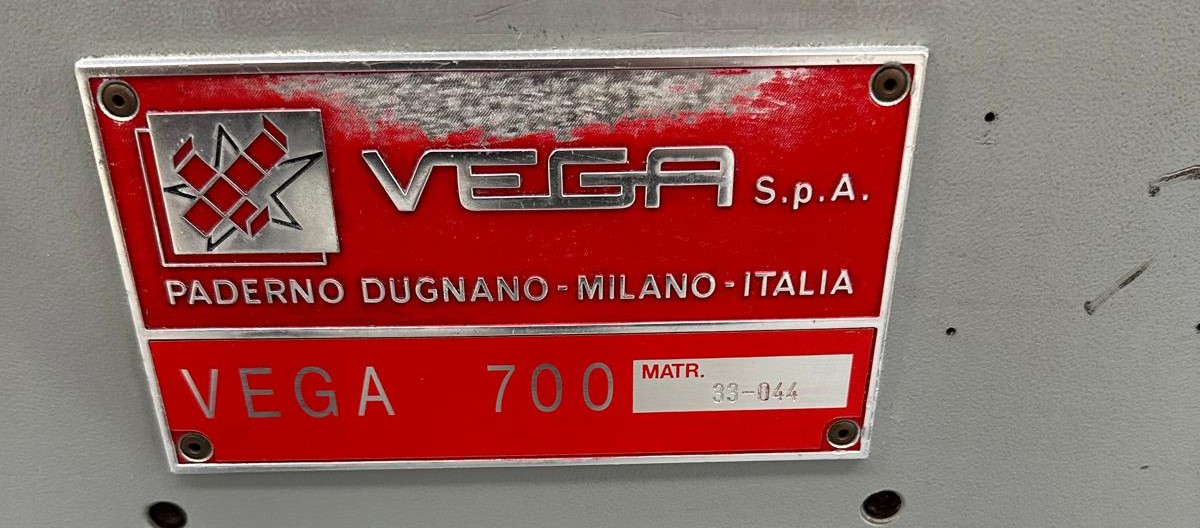 VEGA S.p.A.
PADERNO DUGNANO - MILANO - ITALIA
VEGA 700 MATR.
33-044